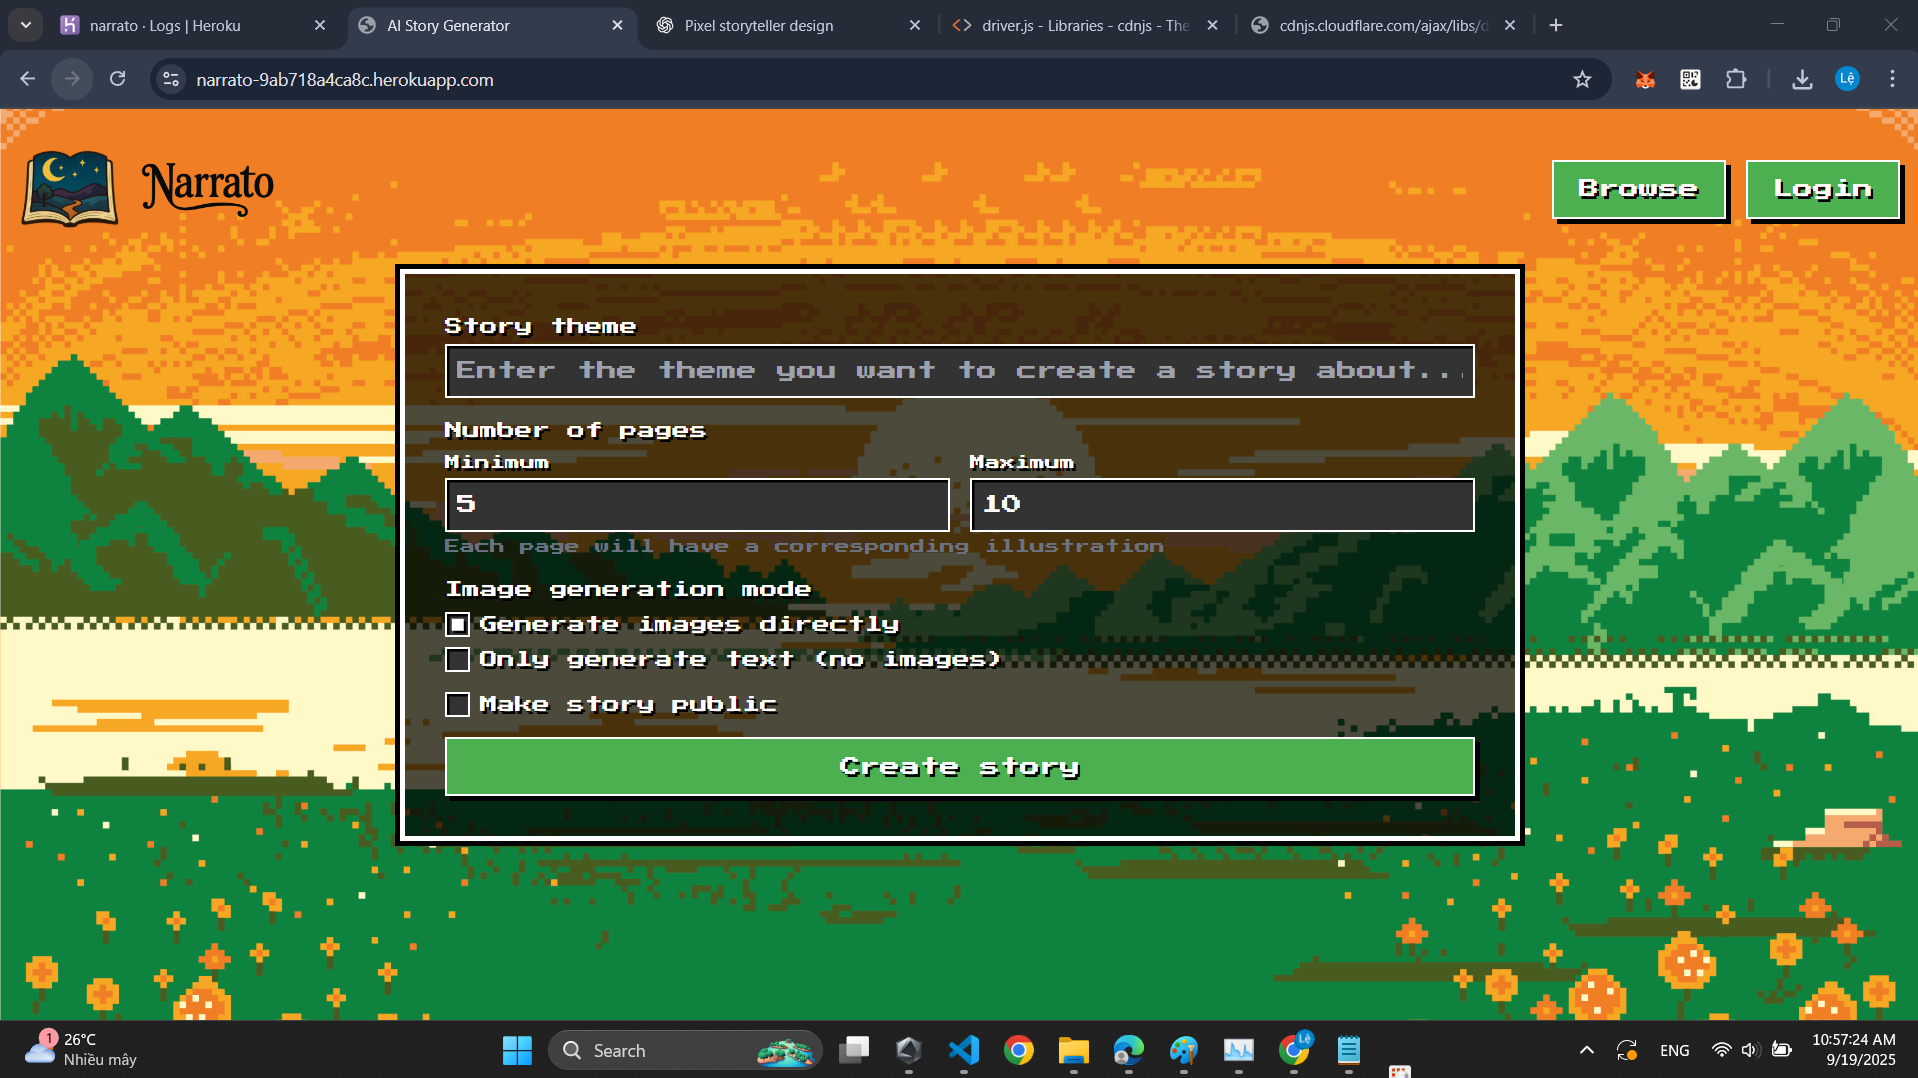 narrato · Logs | Heroku
AI Story Generator
Pixel storyteller design
driver.js - Libraries - cdnjs - The
cdnjs.cloudflare.com/ajax/libs/d
narrato-9ab718a4ca8c.herokuapp.com
Lệ
Narrato
Browse
Login
Story theme
Enter the theme you want to create a story about...
Number of pages
Minimum
Maximum
5
10
Each page will have a corresponding illustration
Image generation mode
Generate images directly
Only generate text (no images)
Make story public
Create story
1
26°C
Nhiều mây
Search
Lệ
ENG
10:57:24 AM
9/19/2025